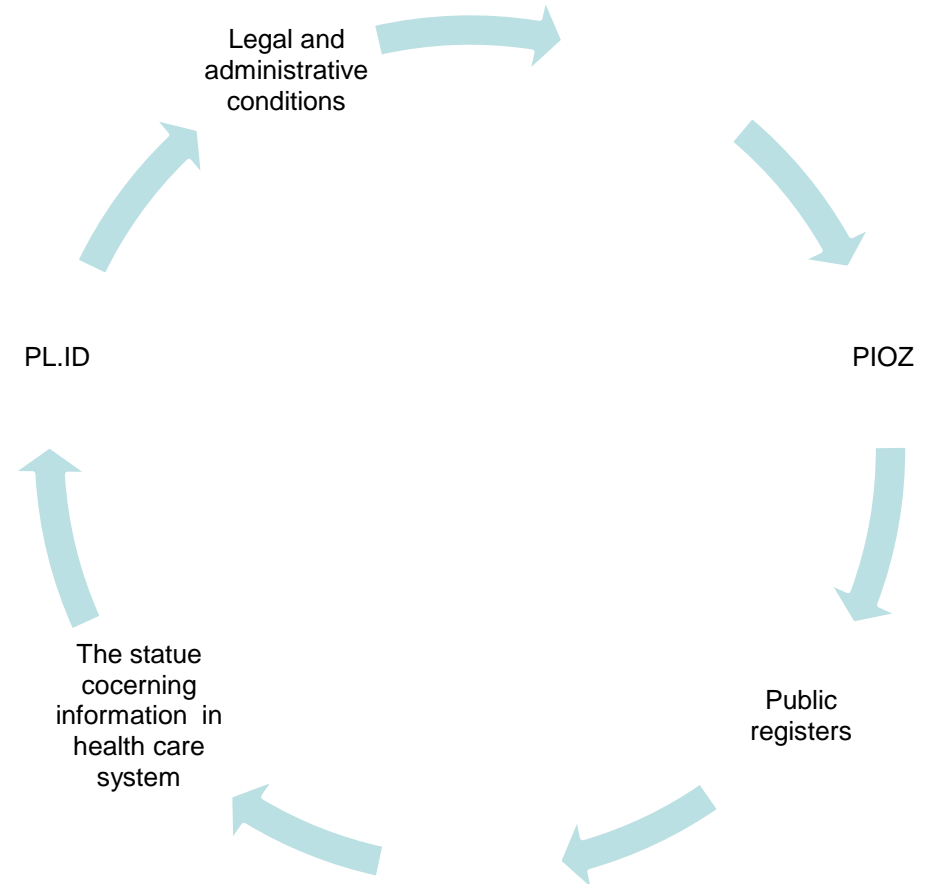 Legal and
administrative
conditions
PL.ID
PIOZ
The statue
cocerning
information in
health care
system
Public
registers